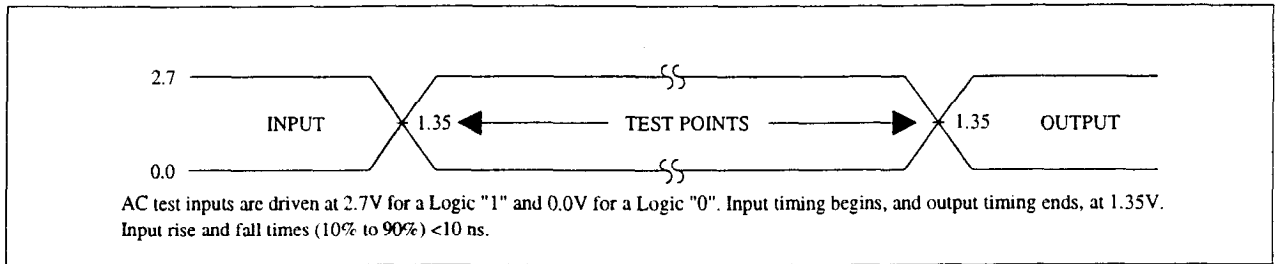 2.7
INPUT 1.35 TEST POINTS 1.35 OUTPUT
0.0
AC test inputs are driven at 2.7V for a Logic "1" and 0.0V for a Logic "0". Input timing begins, and output timing ends, at 1.35V.
Input rise and fall times (10% to 90%) <10 ns.